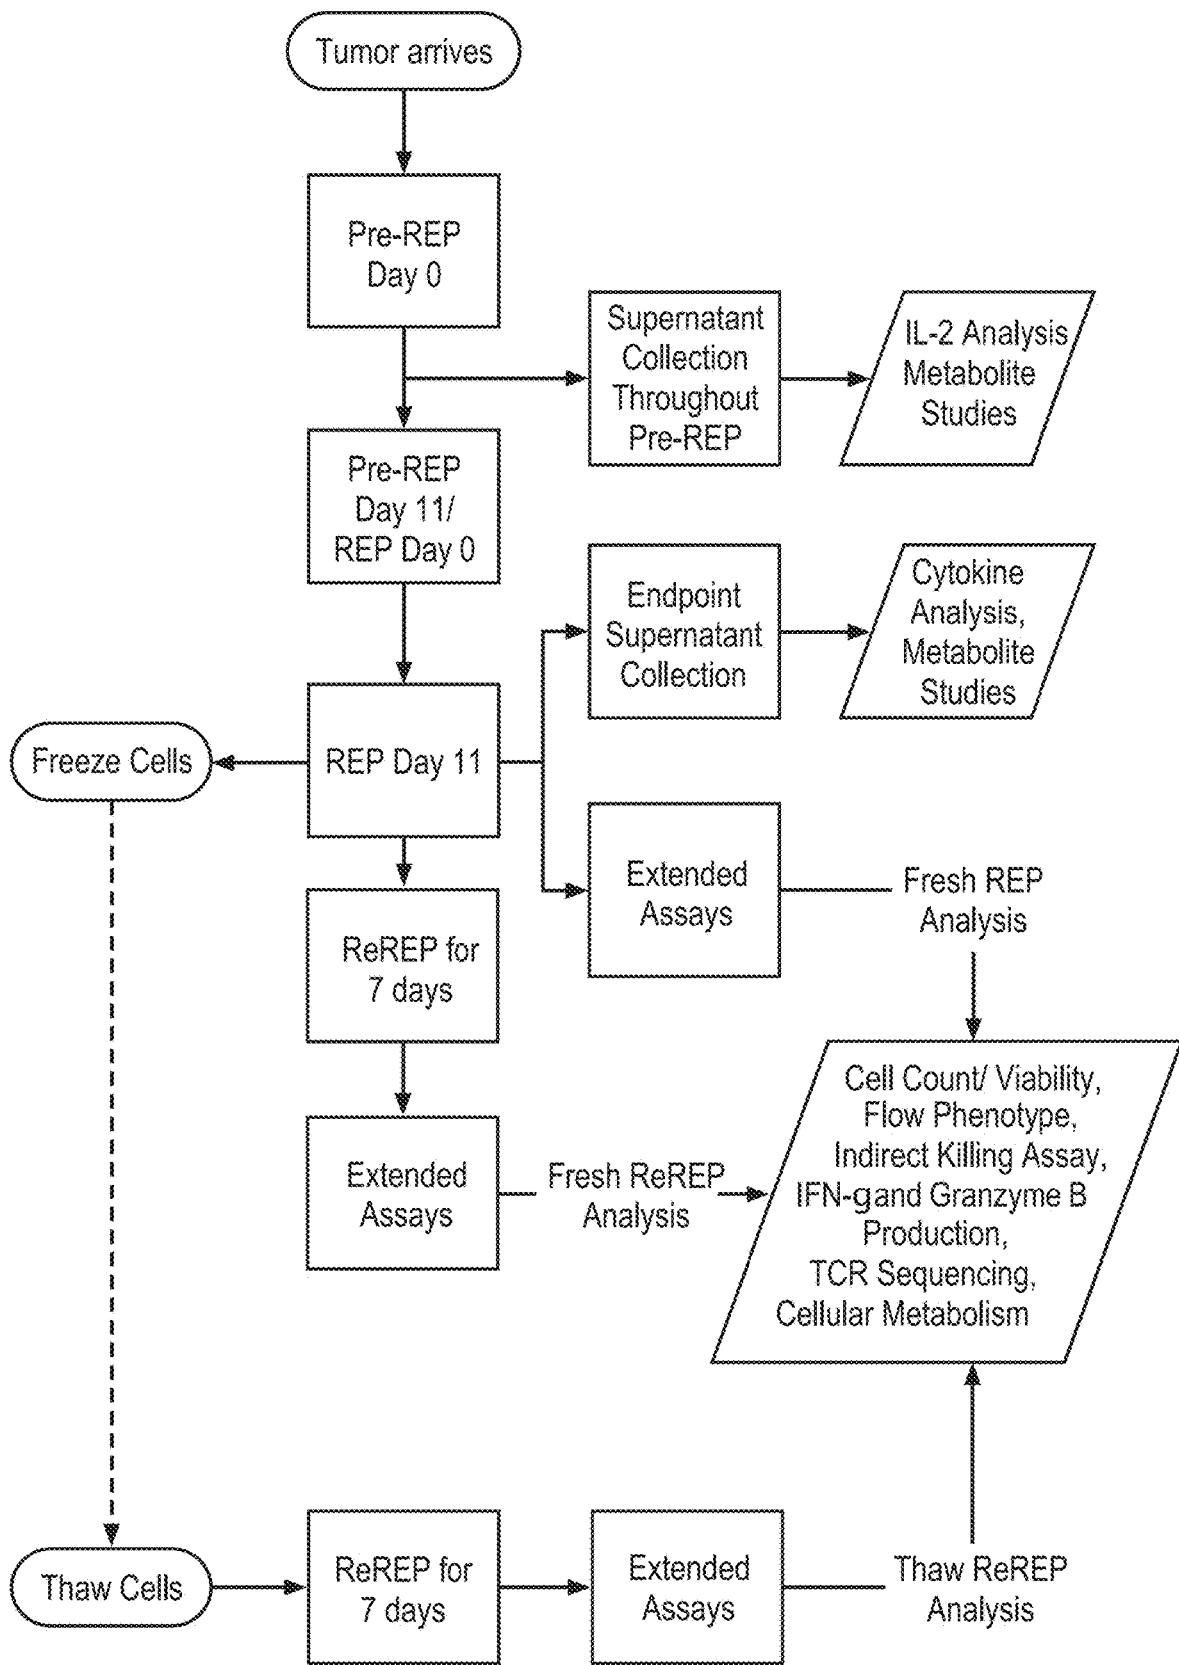 Tumor arrives
Pre-REP
Day 0
Supernatant
Collection
Throughout
Pre-REP
IL-2 Analysis
Metabolite
Studies
Pre-REP
Day 11/
REP Day 0
Endpoint
Supernatant
Collection
Cytokine
Analysis,
Metabolite
Studies
Freeze Cells
REP Day 11
Extended
Assays
Fresh REP
Analysis
ReREP for
7 days
Extended
Assays
Fresh ReREP
Analysis
Cell Count/ Viability,
Flow Phenotype,
Indirect Killing Assay,
IFN-gand Granzyme B
Production,
TCR Sequencing,
Cellular Metabolism
Thaw Cells
ReREP for
7 days
Extended
Assays
Thaw ReREP
Analysis